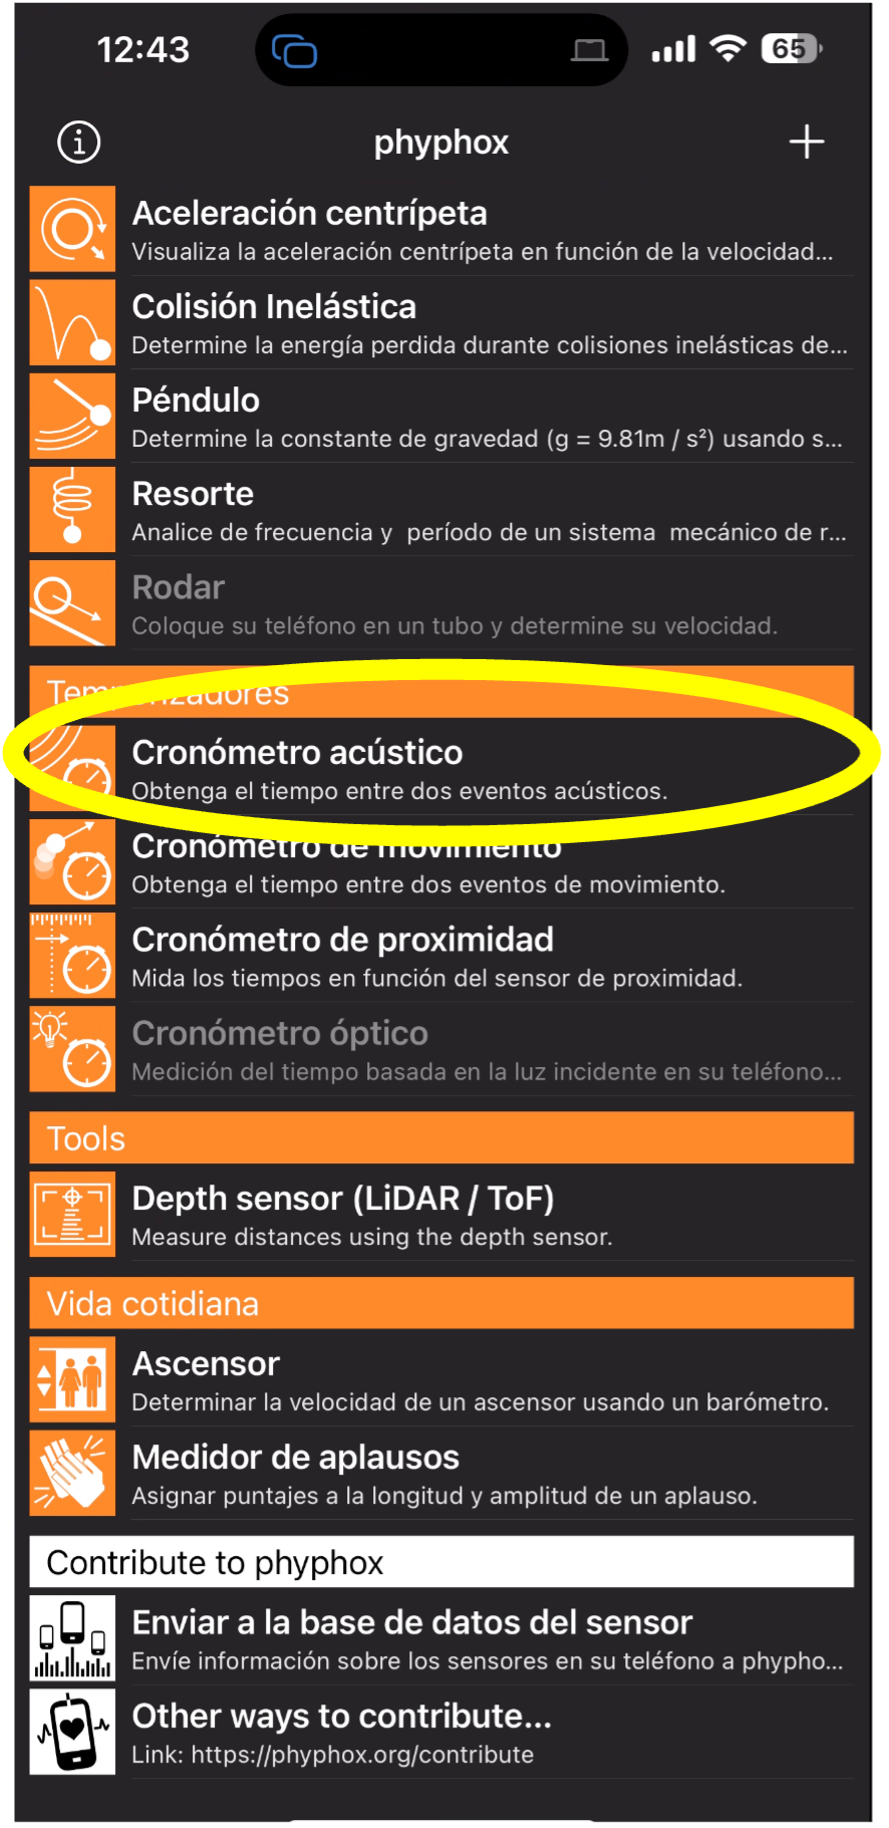 12:43
65
phyphox
Aceleración centrípeta
Visualiza la aceleración centrípeta en función de la velocidad...
Colisión Inelástica
Determine la energía perdida durante colisiones inelásticas de...
Péndulo
Determine la constante de gravedad (g = 9.81m / s²) usando s...
Resorte
Analice de frecuencia y período de un sistema mecánico de r...
Rodar
Coloque su teléfono en un tubo y determine su velocidad.
Temporizadores
Cronómetro acústico
Obtenga el tiempo entre dos eventos acústicos.
Cronómetro de movimiento
Obtenga el tiempo entre dos eventos de movimiento.
Cronómetro de proximidad
Mida los tiempos en función del sensor de proximidad.
Cronómetro óptico
Medición del tiempo basada en la luz incidente en su teléfono...
Tools
Depth sensor (LiDAR / ToF)
Measure distances using the depth sensor.
Vida cotidiana
Ascensor
Determinar la velocidad de un ascensor usando un barómetro.
Medidor de aplausos
Asignar puntajes a la longitud y amplitud de un aplauso.
Contribute to phyphox
Enviar a la base de datos del sensor
Envíe información sobre los sensores en su teléfono a phypho...
Other ways to contribute...
Link: https://phyphox.org/contribute